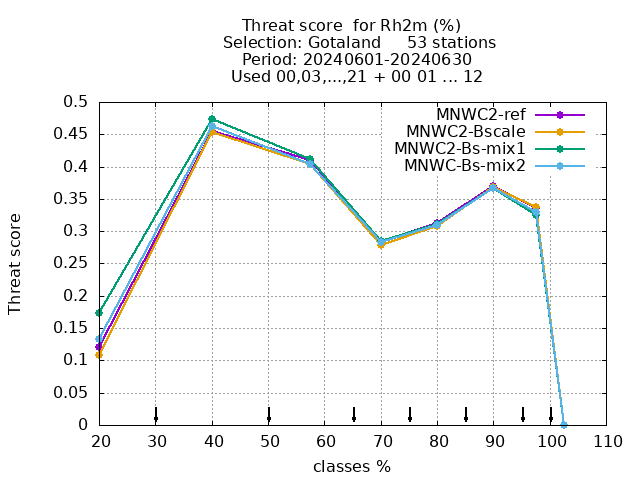 Threat score  for Rh2m (%)
Selection: Gotaland     53 stations
Period: 20240601-20240630
Used 00,03,...,21 + 00 01 ... 12
MNWC2-ref
MNWC2-Bscale
MNWC2-Bs-mix1
MNWC-Bs-mix2
Threat score
0.5
0.45
0.4
0.35
0.3
0.25
0.2
0.15
0.1
0.05
0
20 30 40 50 60 70 80 90 100 110
classes %